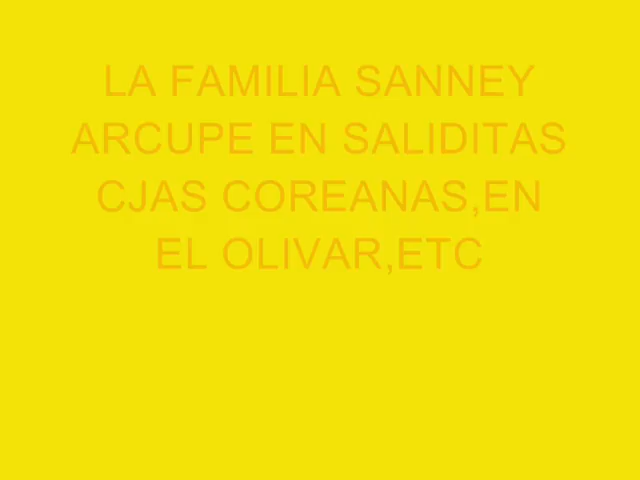 LA FAMILIA SANNEY
ARCUPE EN SALIDITAS
CJAS COREANAS,EN
EL OLIVAR,ETC